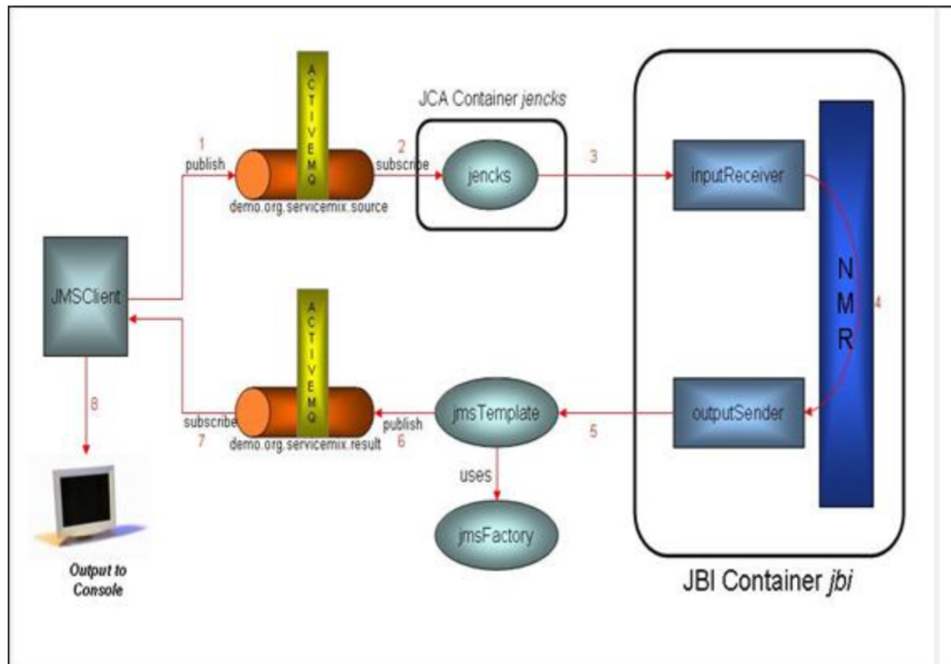 ACTIVEMQ
JCA Container jencks
1
publish
2
subscribe
3
jencks
inputReceiver
demo.org.servicemix.source
JMSClient
NMR
4
ACTIVEMQ
8
subscribe
7
demo.org.servicemix.result
publish
6
jmsTemplate
5
outputSender
uses
jmsFactory
Output to
Console
JBI Container jbi